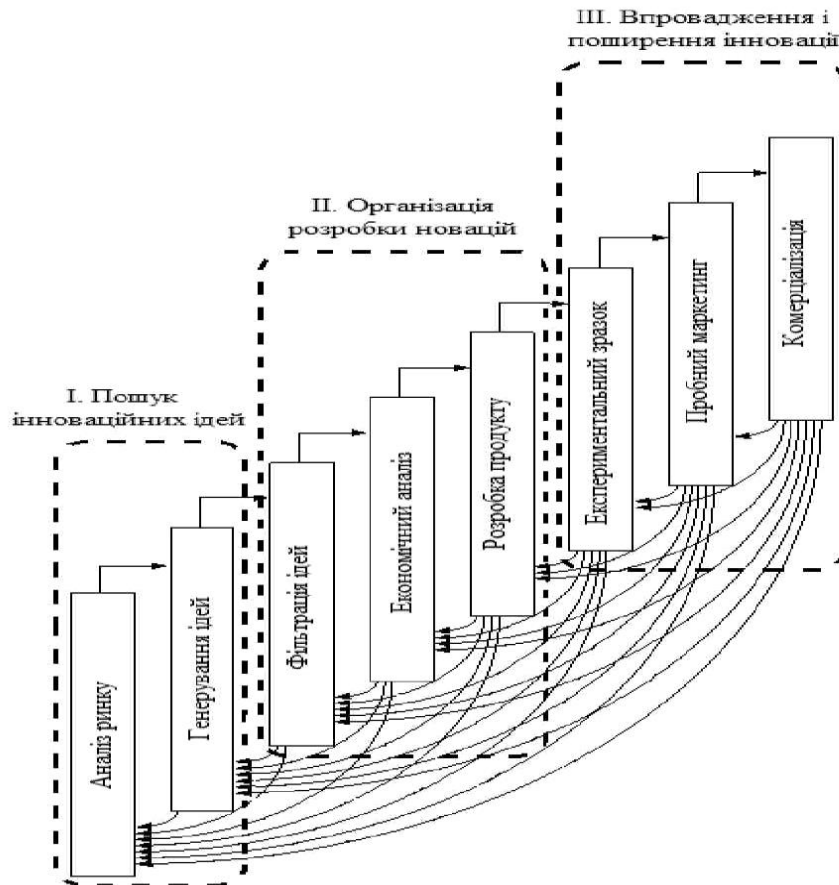 III. Впровадження і
поширення інновації
II. Організація
розробки новацій
I. Пошук
інноваційних ідей
Аналіз ринку
Генерування ідей
Фільтрація ідей
Економічний аналіз
Розробка продукту
Експериментальний зразок
Пробний маркетинг
Комерціалізація